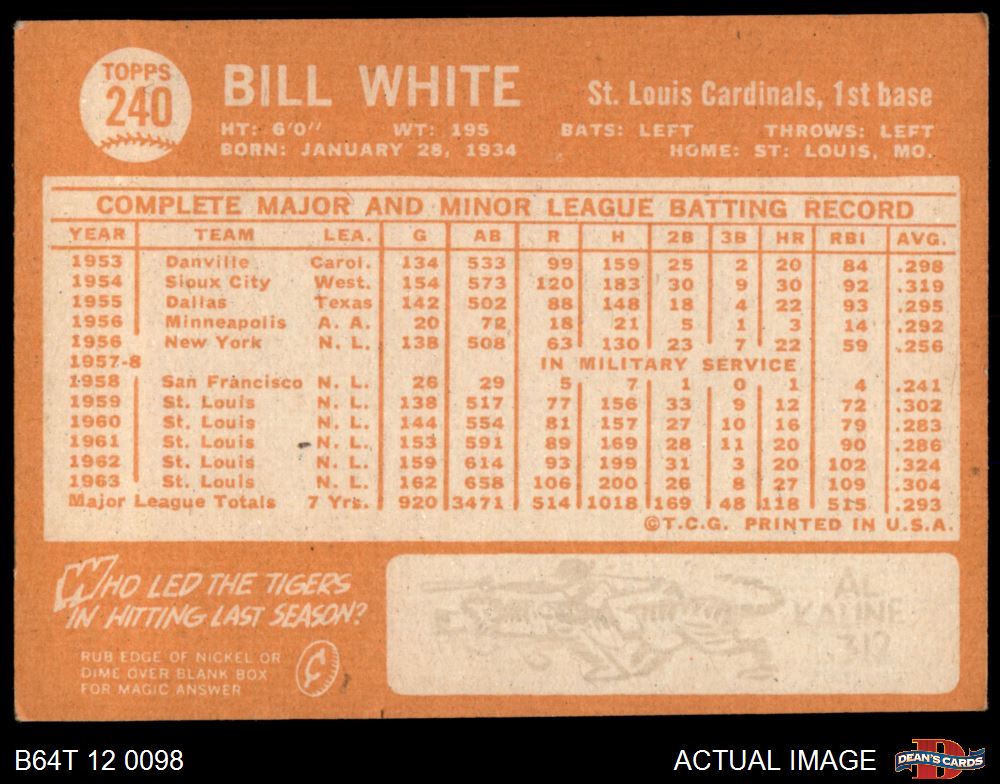 TOPPS
240
BILL WHITE
St. Louis Cardinals, 1st base
HT: 6'0" WT: 195 BATS: LEFT THROWS: LEFT
BORN: JANUARY 28, 1934 HOME: ST: LOUIS, MO.
COMPLETE MAJOR AND MINOR LEAGUE BATTING RECORD
YEAR TEAM LEA. G AB R H 2B 3B HR RBI AVG.
1953 Danville Carol. 134 533 99 159 25 2 20 84 .298
1954 Sioux City West. 154 573 120 183 30 9 30 92 .319
1955 Dallas Texas 142 502 88 148 18 4 22 93 .295
1956 Minneapolis A. A. 20 72 18 21 5 1 3 14 .292
1956 New York N. L. 138 508 63 130 23 7 22 59 .256
1957-8 IN MILITARY SERVICE
1958 San Francisco N. L. 26 29 5 7 1 0 1 4 .241
1959 St. Louis N. L. 138 517 77 156 33 9 12 72 .302
1960 St. Louis N. L. 144 554 81 157 27 10 16 79 .283
1961 St. Louis N. L. 153 591 89 169 28 11 20 90 .286
1962 St. Louis N. L. 159 614 93 199 31 3 20 102 .324
1963 St. Louis N. L. 162 658 106 200 26 8 27 109 .304
Major League Totals 7 Yrs. 920 3471 514 1018 169 48 118 515 .293
©T.C.G. PRINTED IN U.S.A.
WHO LED THE TIGERS
IN HITTING LAST SEASON?
RUB EDGE OF NICKEL OR
DIME OVER BLANK BOX
FOR MAGIC ANSWER
AL
KALINE
312
B64T 12 0098
ACTUAL IMAGE
DEAN'S CARDS